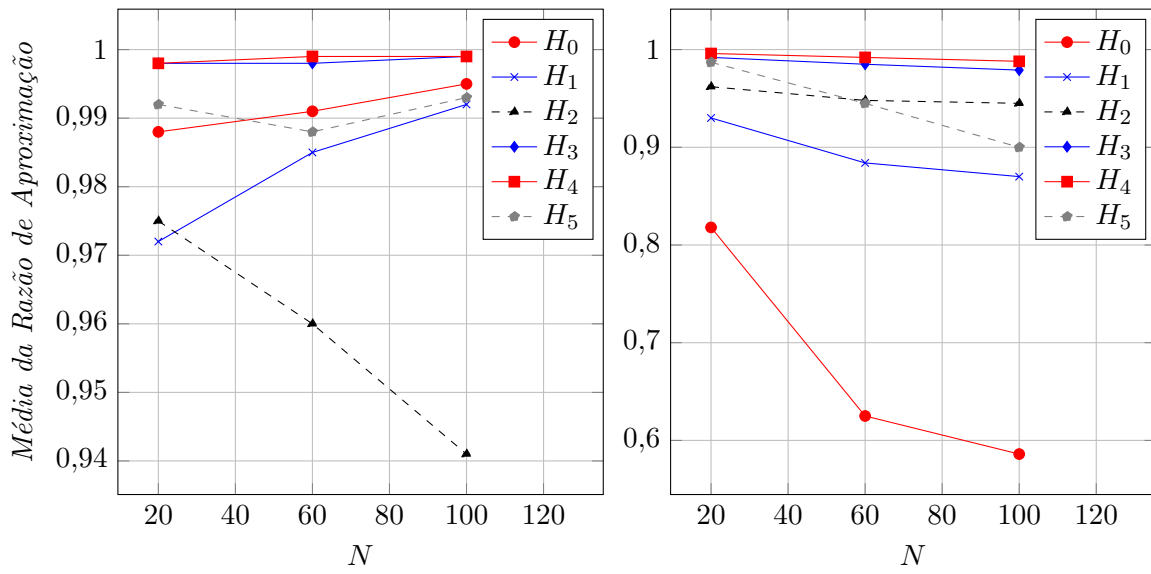 Média da Razão de Aproximação
1
0,99
0,98
0,97
0,96
0,95
0,94
20 40 60 80 100 120
N
H0
H1
H2
H3
H4
H5
1
0,9
0,8
0,7
0,6
20 40 60 80 100 120
N
H0
H1
H2
H3
H4
H5